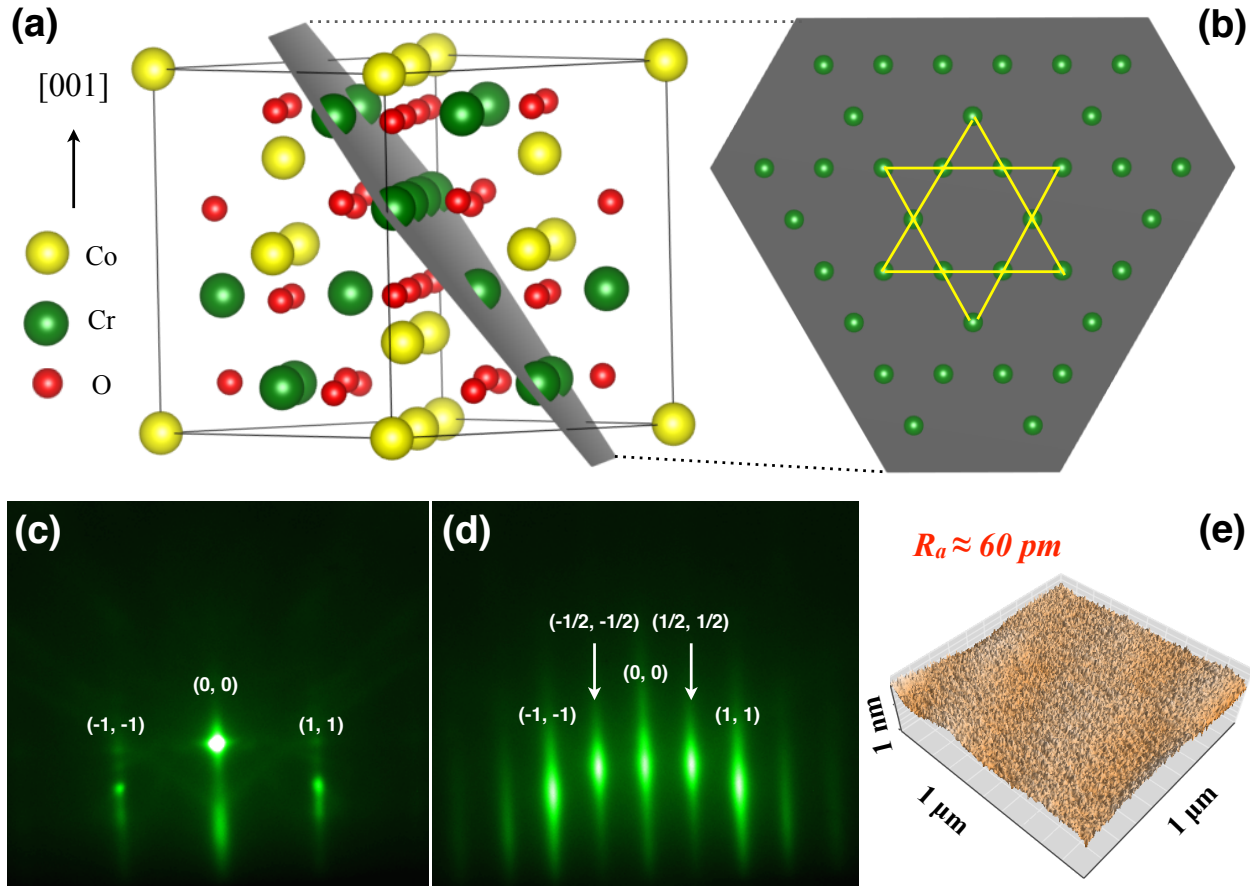 (a)
(b)
[001]
Co
Cr
O
(c)
(0, 0)
(-1, -1)
(1, 1)
(d)
(-1/2, -1/2)
(1/2, 1/2)
(0, 0)
(-1, -1)
(1, 1)
(e)
Ra ≈ 60 pm
1 nm
1 μm
1 μm